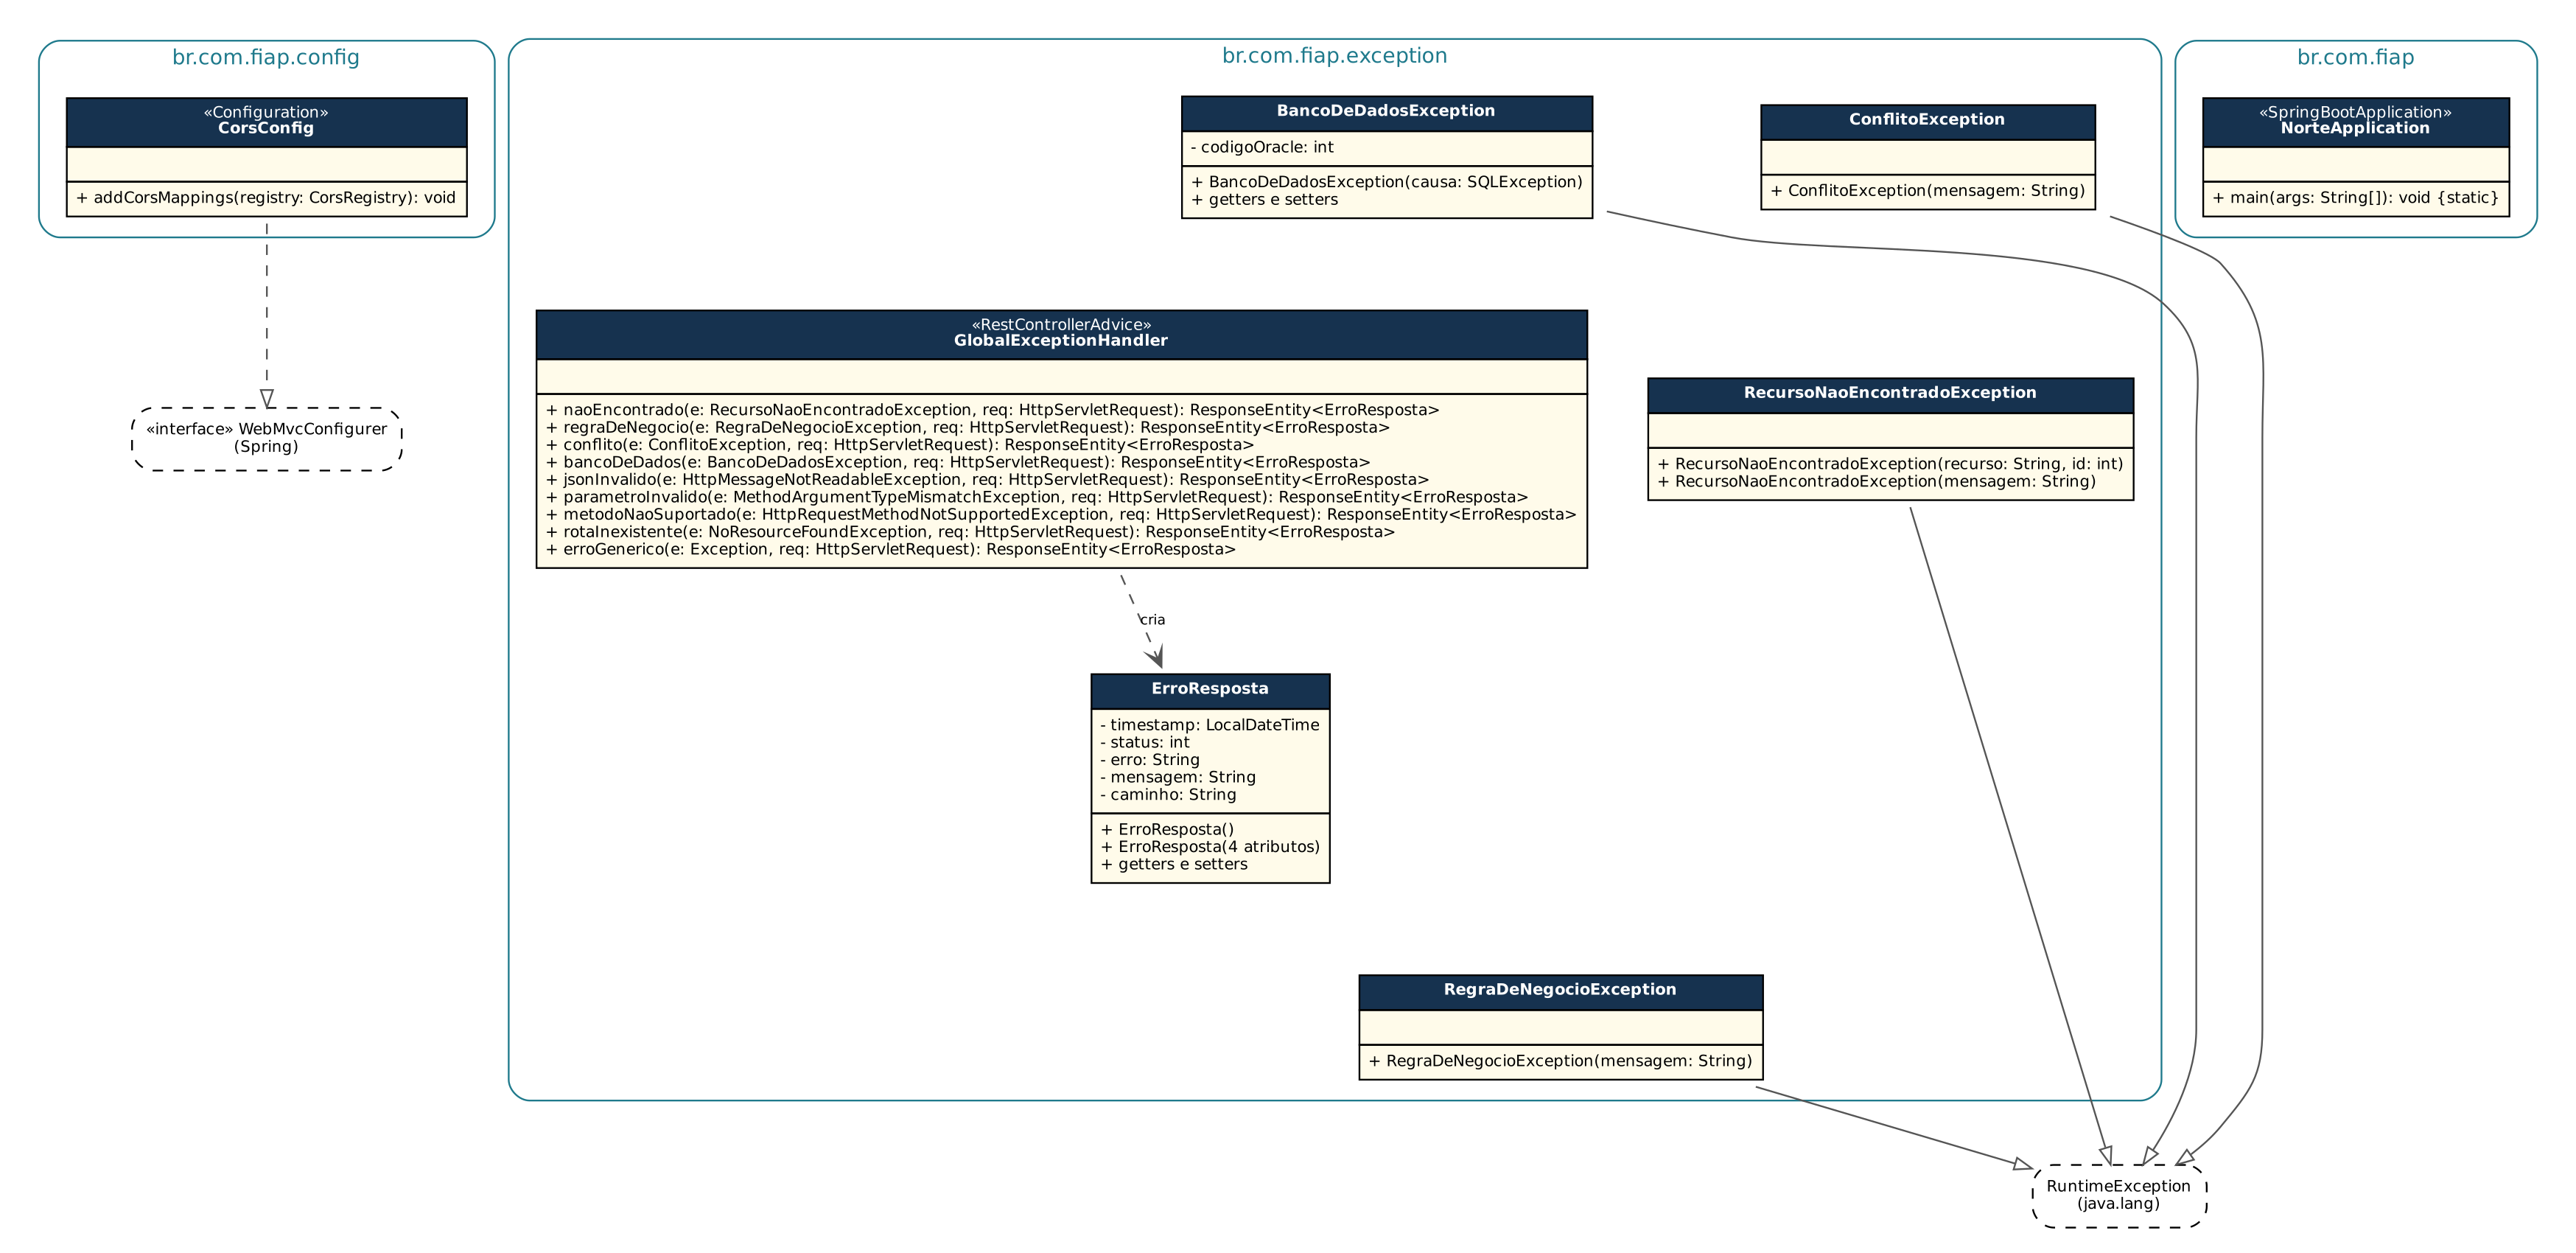 br.com.fiap.config
«Configuration»
CorsConfig
+ addCorsMappings(registry: CorsRegistry): void
«interface» WebMvcConfigurer
(Spring)
br.com.fiap.exception
BancoDeDadosException
- codigoOracle: int
+ BancoDeDadosException(causa: SQLException)
+ getters e setters
ConflitoException
+ ConflitoException(mensagem: String)
«RestControllerAdvice»
GlobalExceptionHandler
+ naoEncontrado(e: RecursoNaoEncontradoException, req: HttpServletRequest): ResponseEntity<ErroResposta>
+ regraDeNegocio(e: RegraDeNegocioException, req: HttpServletRequest): ResponseEntity<ErroResposta>
+ conflito(e: ConflitoException, req: HttpServletRequest): ResponseEntity<ErroResposta>
+ bancoDeDados(e: BancoDeDadosException, req: HttpServletRequest): ResponseEntity<ErroResposta>
+ jsonInvalido(e: HttpMessageNotReadableException, req: HttpServletRequest): ResponseEntity<ErroResposta>
+ parametroInvalido(e: MethodArgumentTypeMismatchException, req: HttpServletRequest): ResponseEntity<ErroResposta>
+ metodoNaoSuportado(e: HttpRequestMethodNotSupportedException, req: HttpServletRequest): ResponseEntity<ErroResposta>
+ rotaInexistente(e: NoResourceFoundException, req: HttpServletRequest): ResponseEntity<ErroResposta>
+ erroGenerico(e: Exception, req: HttpServletRequest): ResponseEntity<ErroResposta>
RecursoNaoEncontradoException
+ RecursoNaoEncontradoException(recurso: String, id: int)
+ RecursoNaoEncontradoException(mensagem: String)
cria
ErroResposta
- timestamp: LocalDateTime
- status: int
- erro: String
- mensagem: String
- caminho: String
+ ErroResposta()
+ ErroResposta(4 atributos)
+ getters e setters
RegraDeNegocioException
+ RegraDeNegocioException(mensagem: String)
RuntimeException
(java.lang)
br.com.fiap
«SpringBootApplication»
NorteApplication
+ main(args: String[]): void {static}